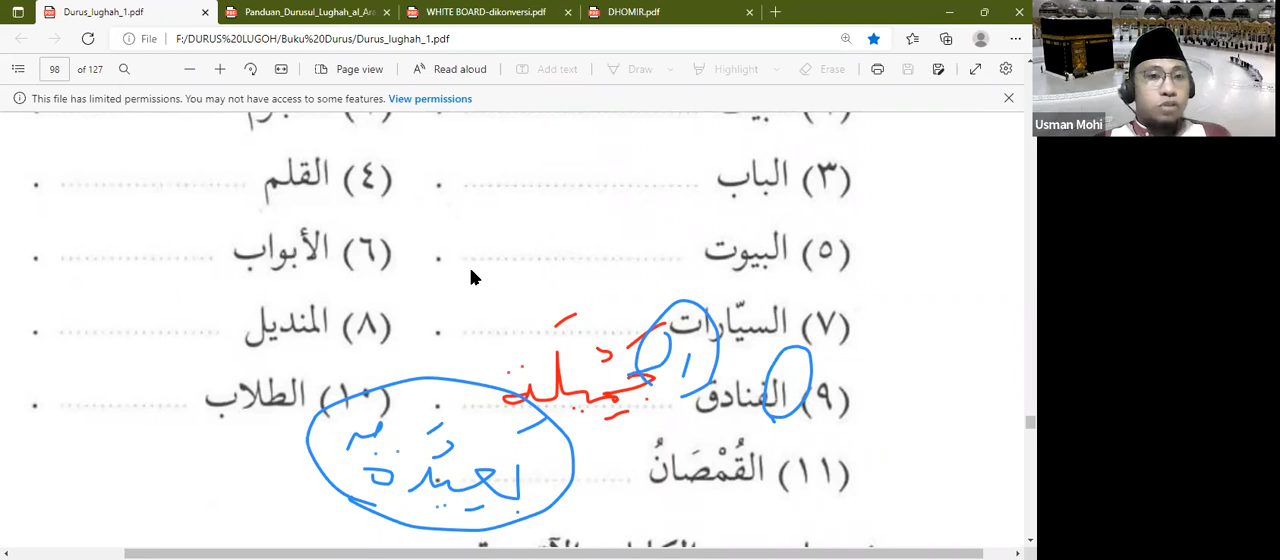 Durus_lughah_1.pdf
Panduan_Durusul_Lughah_al_Ara
WHITE BOARD-dikonversi.pdf
DHOMIR.pdf
File
F:/DURUS%20LUGOH/Buku%20Durus/Durus_lughah_1.pdf
98 of 127
Page view
Read aloud
Add text
Draw
Highlight
Erase
This file has limited permissions. You may not have access to some features. View permissions
Usman Mohi
(٣) الباب .................... . (٤) القلم .................... .
(٥) البيوت .................... . (٦) الأبواب .................... .
(٧) السيّارات .................... . (٨) المنديل .................... .
جَمِيْلَة
(٩) الفنادق .................... . (١٠) الطلاب .................... .
بَعِيْدَة
(١١) القُمْصَانُ .................... .